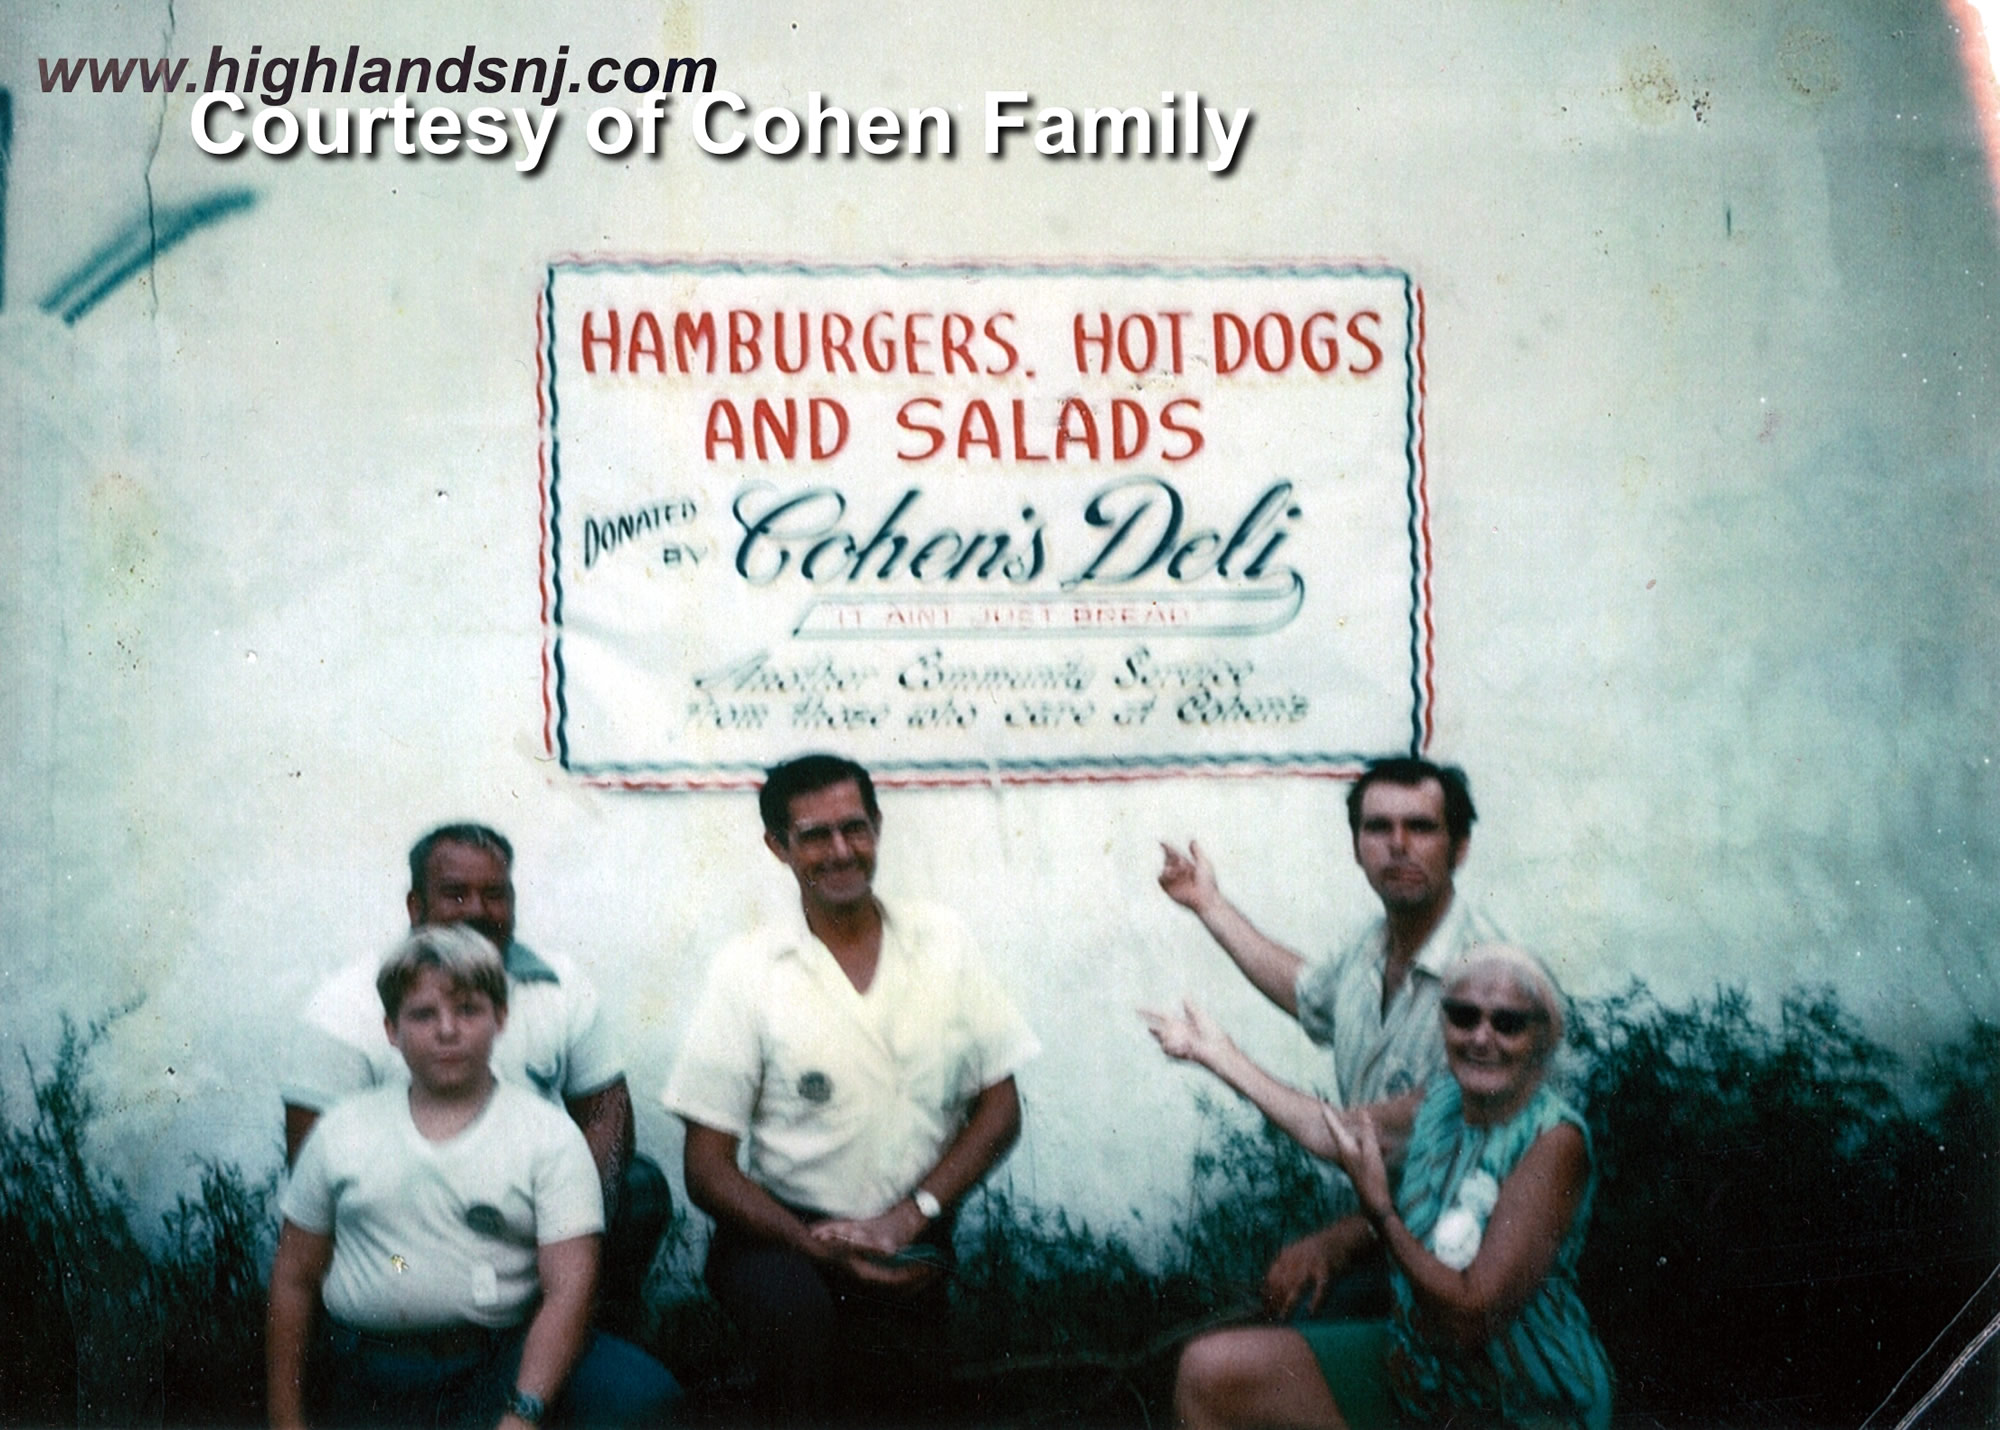 www.highlandsnj.com
Courtesy of Cohen Family
HAMBURGERS, HOT DOGS
AND SALADS
DONATED
BY
Cohen's Deli
IT AINT JUST BREAD
Another Community Service
from those who care at Cohen's